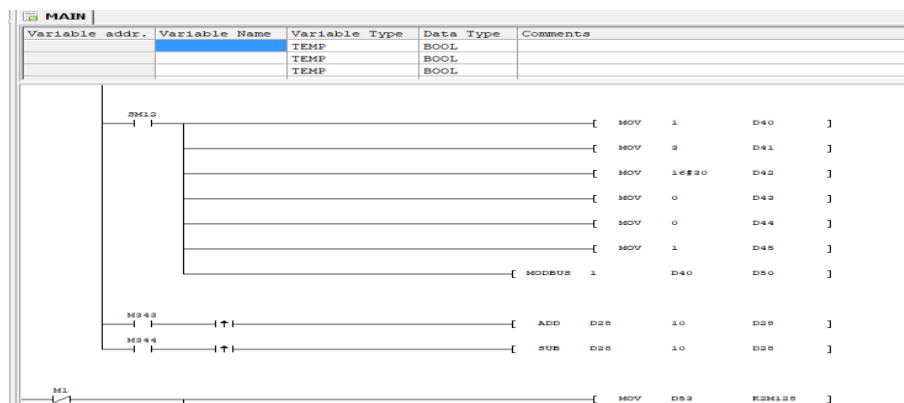 MAIN
Variable addr. Variable Name Variable Type Data Type Comments
TEMP BOOL
TEMP BOOL
TEMP BOOL
SM12
[ MOV 1 D40 ]
[ MOV 3 D41 ]
[ MOV 16#30 D42 ]
[ MOV 0 D43 ]
[ MOV 0 D44 ]
[ MOV 1 D45 ]
[ MODBUS 1 D40 D50 ]
M343
[ ADD D28 10 D28 ]
M344
[ SUB D28 10 D28 ]
M1
[ MOV D53 K2M128 ]